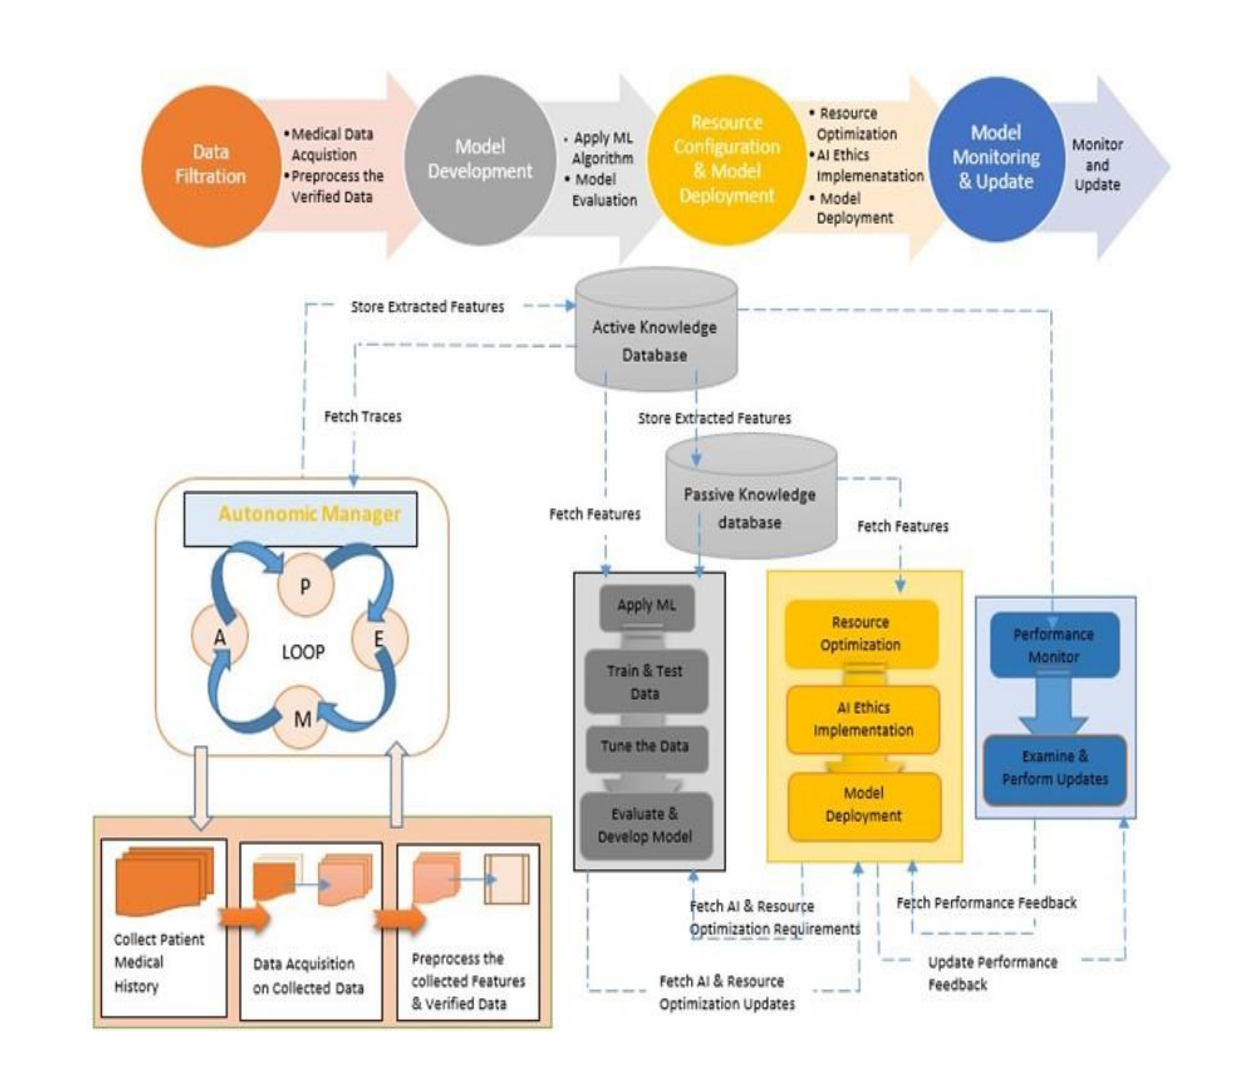 Data
Filtration
•Medical Data
Acquistion
•Preprocess the
Verified Data
Model
Development
• Apply ML
Algorithm
• Model
Evaluation
Resource
Configuration
& Model
Deployment
• Resource
Optimization
•AI Ethics
Implemenatation
• Model
Deployment
Model
Monitoring
& Update
Monitor
and
Update
Store Extracted Features
Active Knowledge
Database
Fetch Traces
Store Extracted Features
Passive Knowledge
database
Fetch Features
Fetch Features
Autonomic Manager
P
A
LOOP
E
M
Apply ML
Train & Test
Data
Tune the Data
Evaluate &
Develop Model
Resource
Optimization
AI Ethics
Implementation
Model
Deployment
Performance
Monitor
Examine &
Perform Updates
Collect Patient
Medical
History
Data Acquisition
on Collected Data
Preprocess the
collected Features
& Verified Data
Fetch AI & Resource
Optimization Requirements
Fetch Performance Feedback
Fetch AI & Resource
Optimization Updates
Update Performance
Feedback